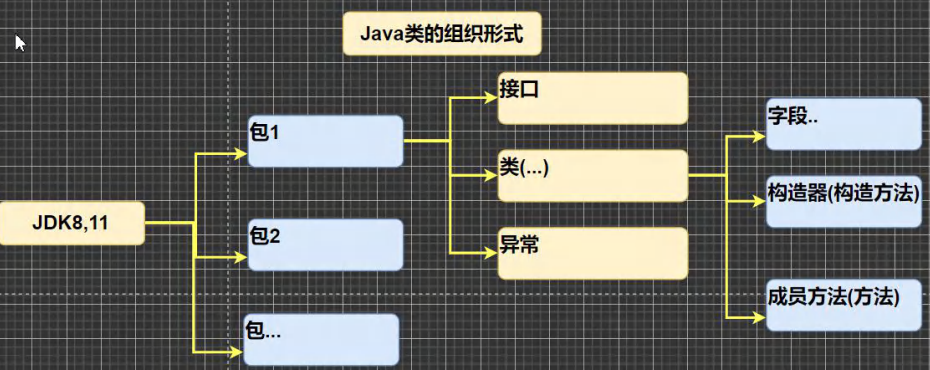 Java类的组织形式
JDK8,11
包1
包2
包...
接口
类(...)
异常
字段..
构造器(构造方法)
成员方法(方法)